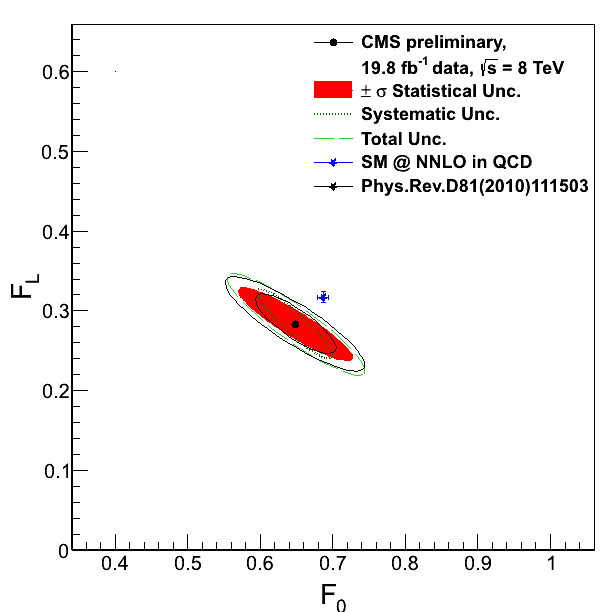 CMS preliminary,
19.8 fb⁻¹ data, √s = 8 TeV
± σ Statistical Unc.
Systematic Unc.
Total Unc.
SM @ NNLO in QCD
Phys.Rev.D81(2010)111503
F_L
0.6
0.5
0.4
0.3
0.2
0.1
0
0.4 0.5 0.6 0.7 0.8 0.9 1
F_0